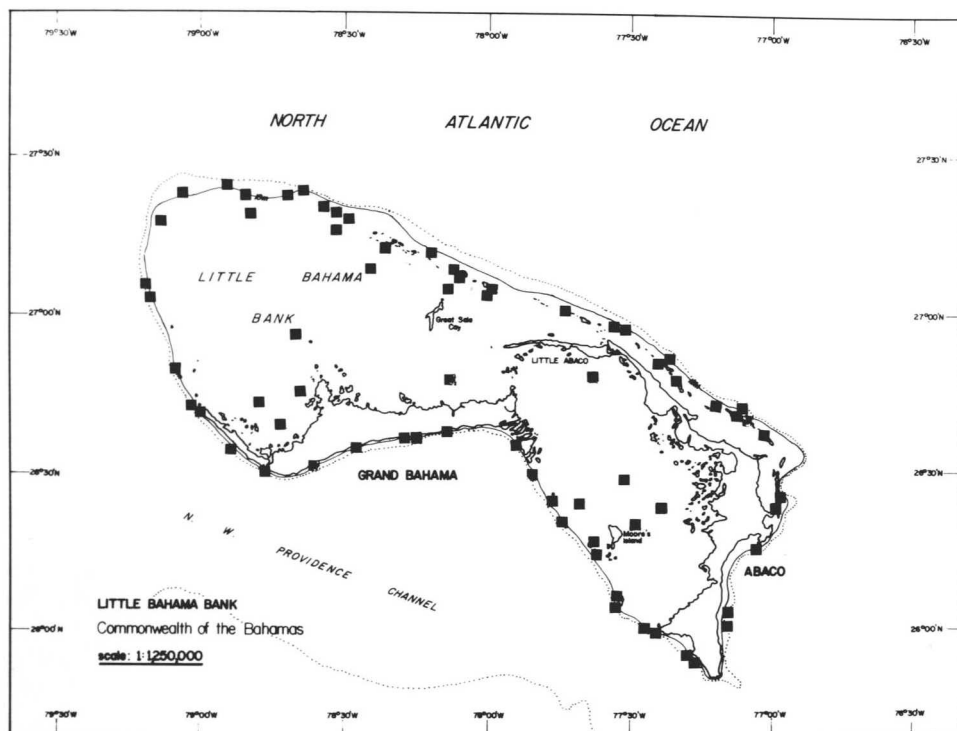 79°30'W 79°00'W 78°30'W 78°00'W 77°30'W 77°00'W 76°30'W
NORTH ATLANTIC OCEAN
27°30'N 27°30'N
LITTLE BAHAMA
BANK
27°00'N 27°00'N
Great Sale
Cay
LITTLE ABACO
26°30'N 26°30'N
GRAND BAHAMA
N. W. PROVIDENCE CHANNEL
Moore's
Island
ABACO
LITTLE BAHAMA BANK
Commonwealth of the Bahamas
scale: 1:1,250,000
26°00'N 26°00'N
79°30'W 79°00'W 78°30'W 78°00'W 77°30'W 77°00'W 76°30'W